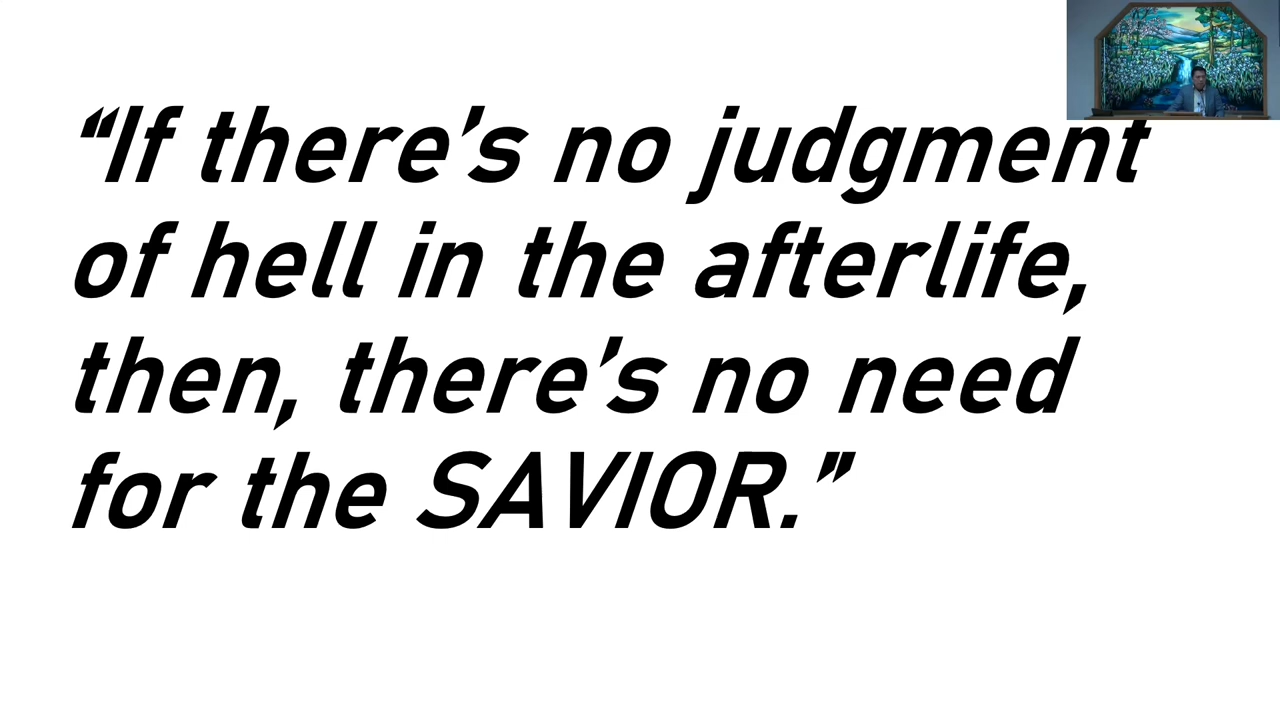 “If there’s no judgment
of hell in the afterlife,
then, there’s no need
for the SAVIOR.”